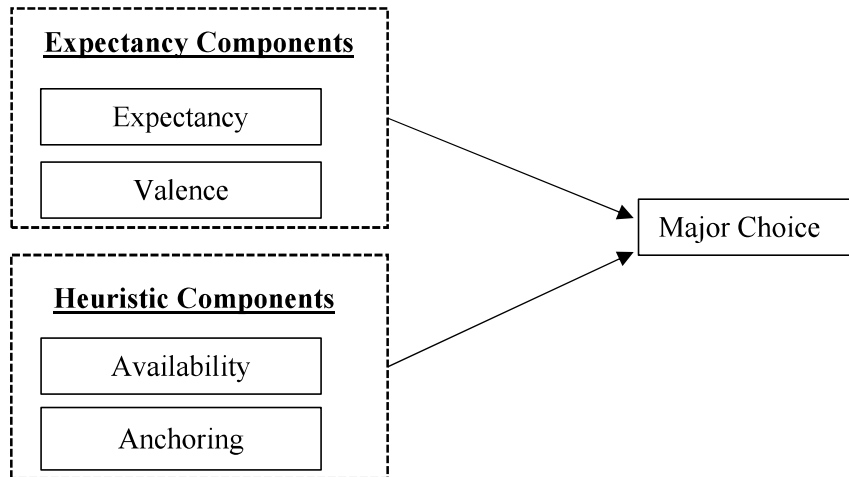 Expectancy Components
Expectancy
Valence
Major Choice
Heuristic Components
Availability
Anchoring